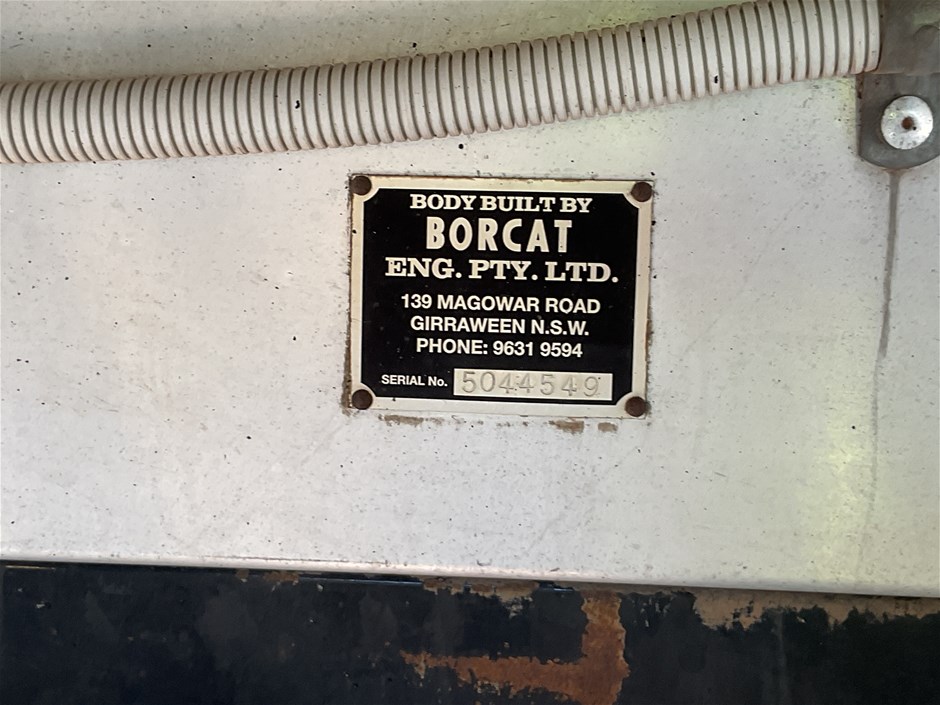 BODY BUILT BY
BORCAT
ENG. PTY. LTD.
139 MAGOWAR ROAD
GIRRAWEEN N.S.W.
PHONE: 9631 9594
SERIAL No. 5044549